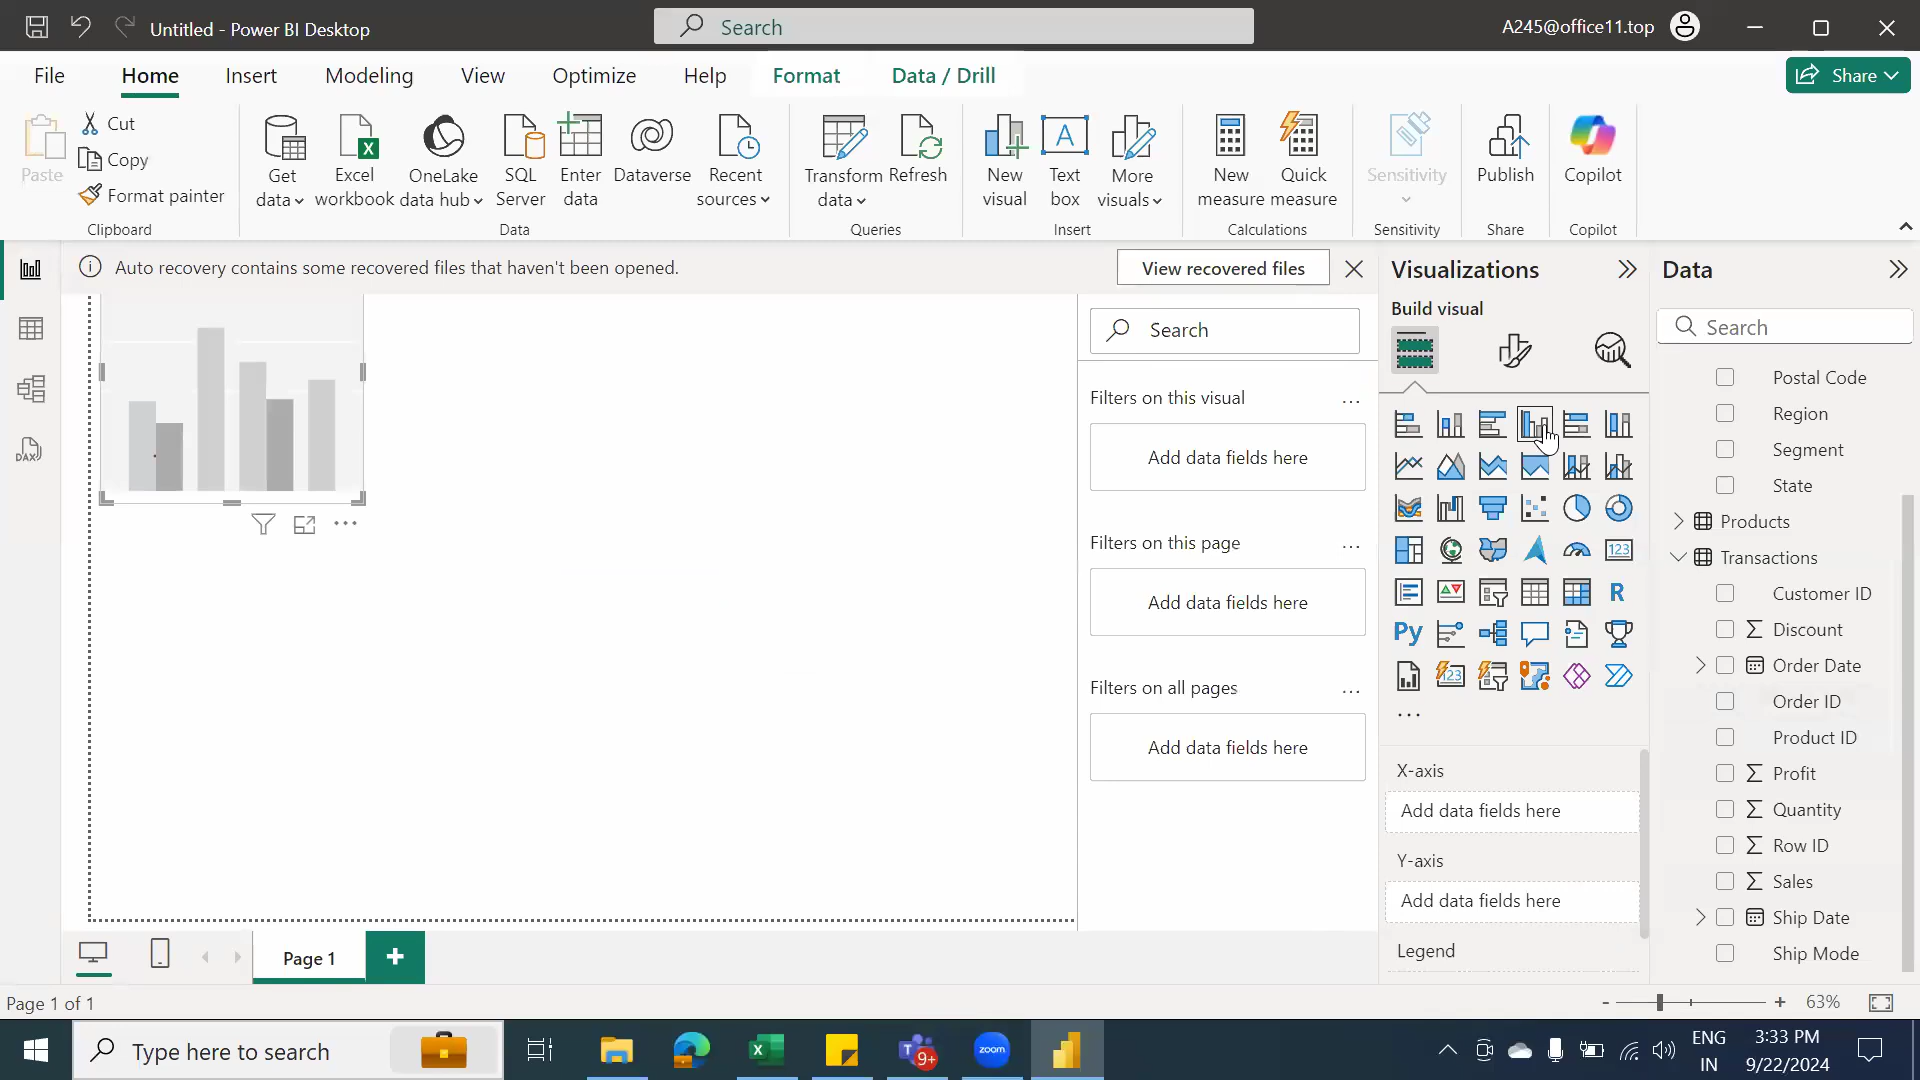 Untitled - Power BI Desktop
Search
A245@office11.top
File
Home
Insert
Modeling
View
Optimize
Help
Format
Data / Drill
Share
Paste
Cut
Copy
Format painter
Clipboard
Get data
Excel workbook
OneLake data hub
SQL Server
Enter data
Dataverse
Recent sources
Data
Transform data
Refresh
Queries
New visual
Text box
More visuals
Insert
New measure
Quick measure
Calculations
Sensitivity
Sensitivity
Publish
Share
Copilot
Copilot
Auto recovery contains some recovered files that haven't been opened.
View recovered files
DAX
Search
Filters on this visual
...
Add data fields here
Filters on this page
...
Add data fields here
Filters on all pages
...
Add data fields here
Visualizations
Build visual
123
R
Py
123
...
X-axis
Add data fields here
Y-axis
Add data fields here
Legend
Data
Search
Postal Code
Region
Segment
State
Products
Transactions
Customer ID
Discount
Order Date
Order ID
Product ID
Profit
Quantity
Row ID
Sales
Ship Date
Ship Mode
Page 1
Page 1 of 1
63%
Type here to search
9+
zoom
ENG
IN
3:33 PM
9/22/2024